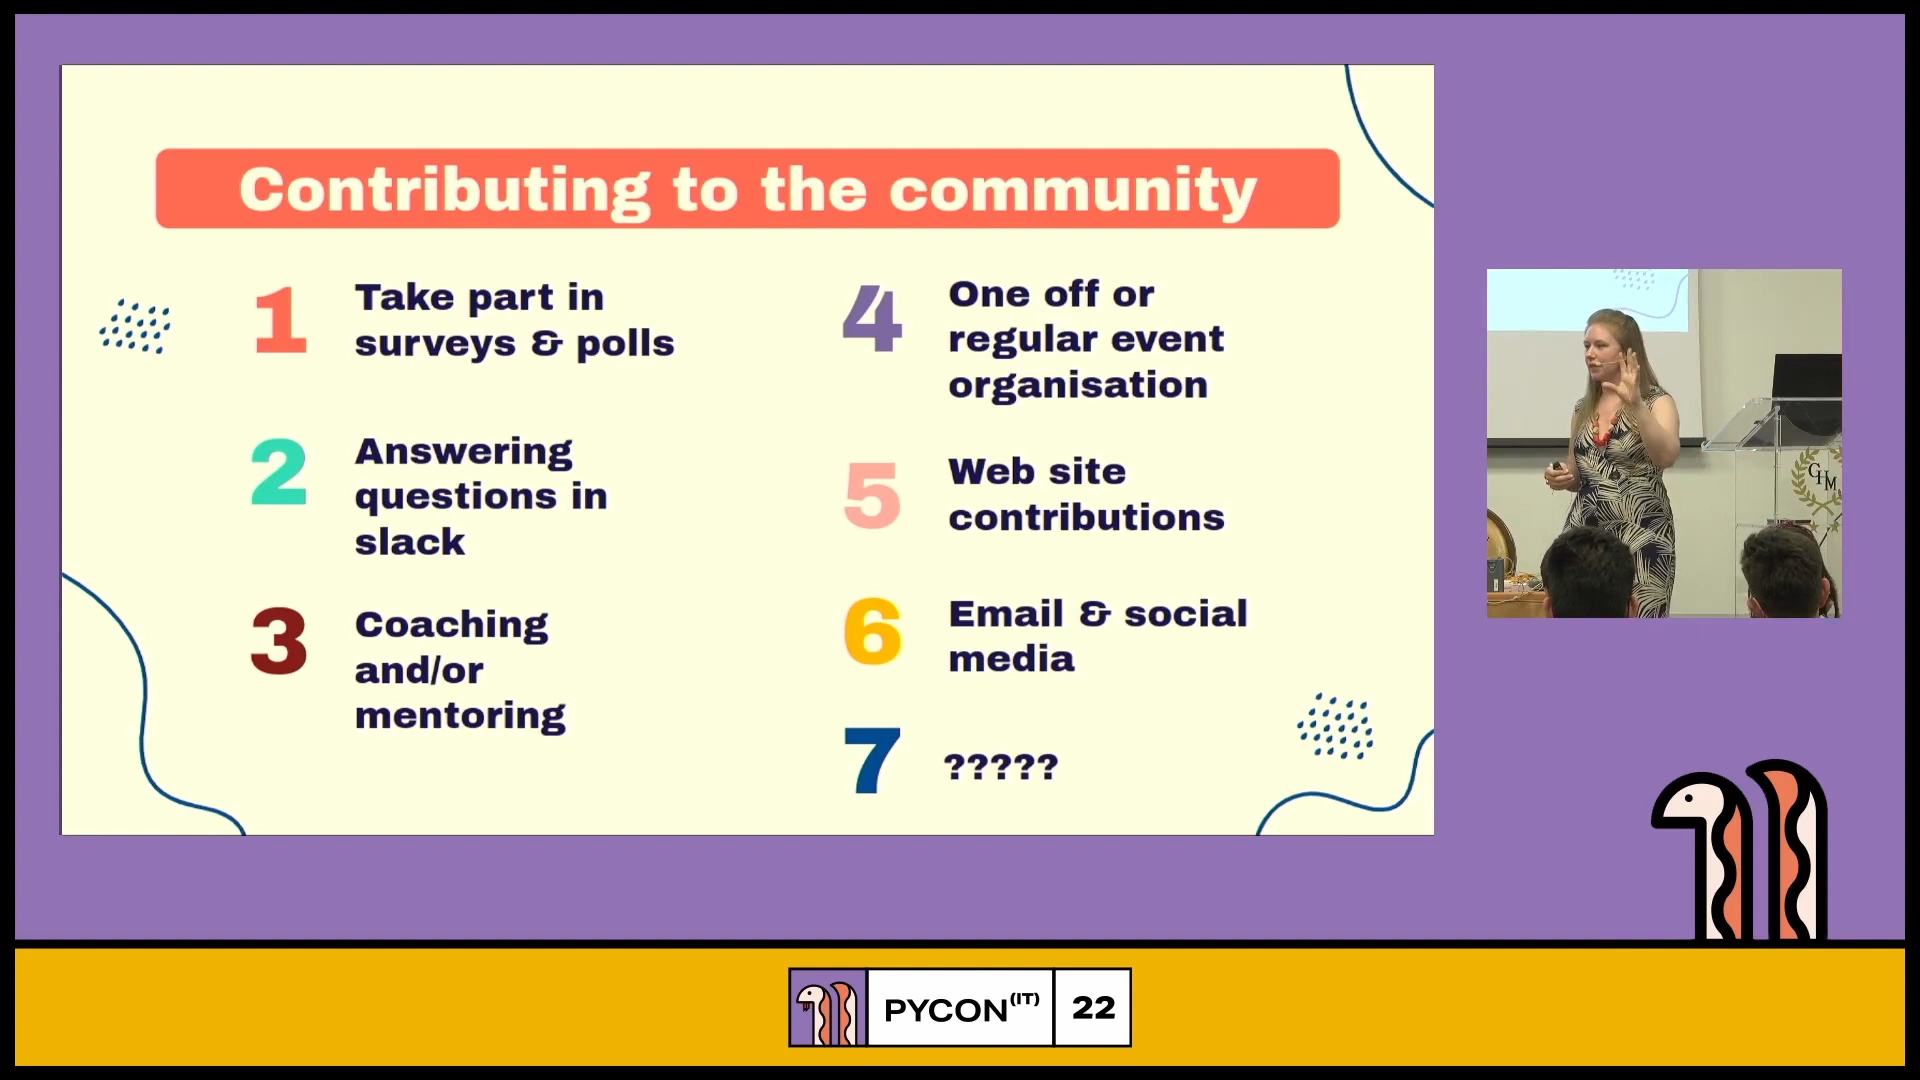 Contributing to the community
1
Take part in
surveys & polls
2
Answering
questions in
slack
3
Coaching
and/or
mentoring
4
One off or
regular event
organisation
5
Web site
contributions
6
Email & social
media
7
?????
GHM
PYCON(IT) 22